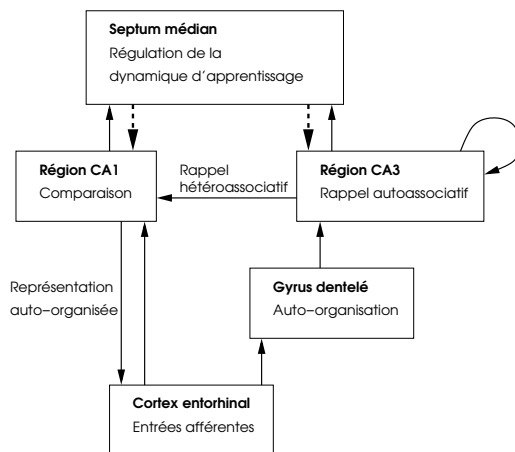 Septum médian
Régulation de la
dynamique d'apprentissage
Région CA1
Comparaison
Rappel
hétéroassociatif
Région CA3
Rappel autoassociatif
Représentation
auto-organisée
Gyrus dentelé
Auto-organisation
Cortex entorhinal
Entrées afférentes